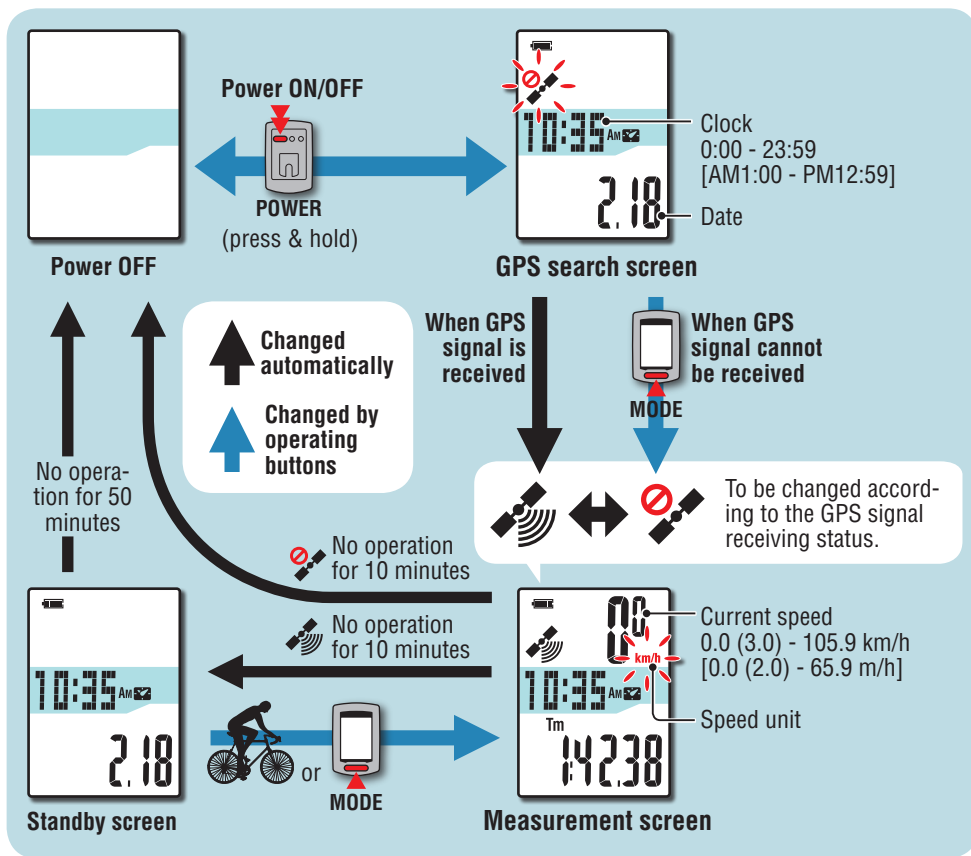 Power ON/OFF
POWER
(press & hold)
Power OFF
10:35 AM
2.18
Clock
0:00 - 23:59
[AM1:00 - PM12:59]
Date
GPS search screen
Changed
automatically
Changed by
operating
buttons
When GPS
signal is
received
When GPS
signal cannot
be received
MODE
To be changed accord-
ing to the GPS signal
receiving status.
No opera-
tion for 50
minutes
No operation
for 10 minutes
No operation
for 10 minutes
10:35 AM
2.18
Standby screen
or
MODE
0.0
km/h
10:35 AM
Tm
1:42.38
Current speed
0.0 (3.0) - 105.9 km/h
[0.0 (2.0) - 65.9 m/h]
Speed unit
Measurement screen